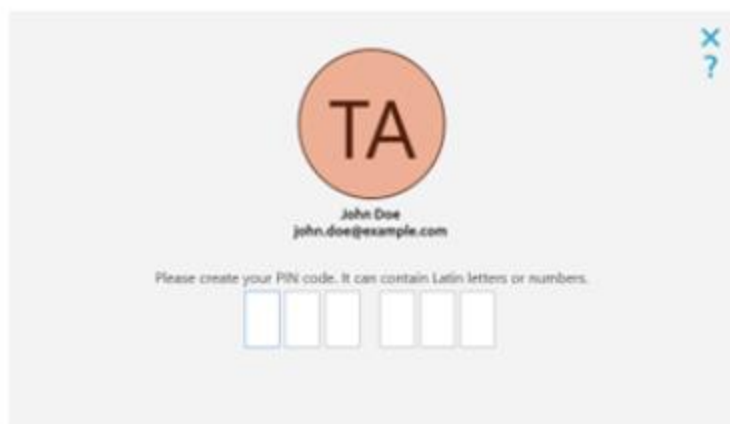 TA
John Doe
john.doe@example.com
Please create your PIN code. It can contain Latin letters or numbers.